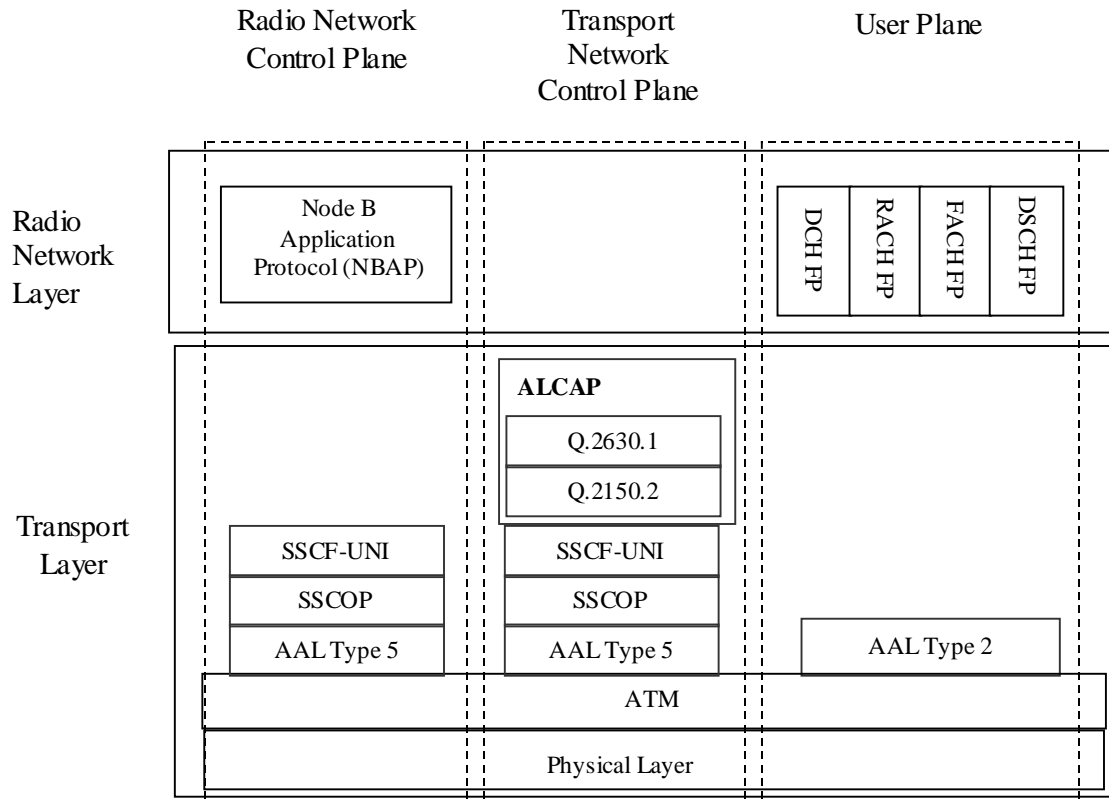 Radio Network
Control Plane
Transport
Network
Control Plane
User Plane
Radio
Network
Layer
Node B
Application
Protocol (NBAP)
DCH FP
RACH FP
FACH FP
DSCH FP
Transport
Layer
ALCAP
Q.2630.1
Q.2150.2
SSCF-UNI
SSCOP
AAL Type 5
SSCF-UNI
SSCOP
AAL Type 5
AAL Type 2
ATM
Physical Layer